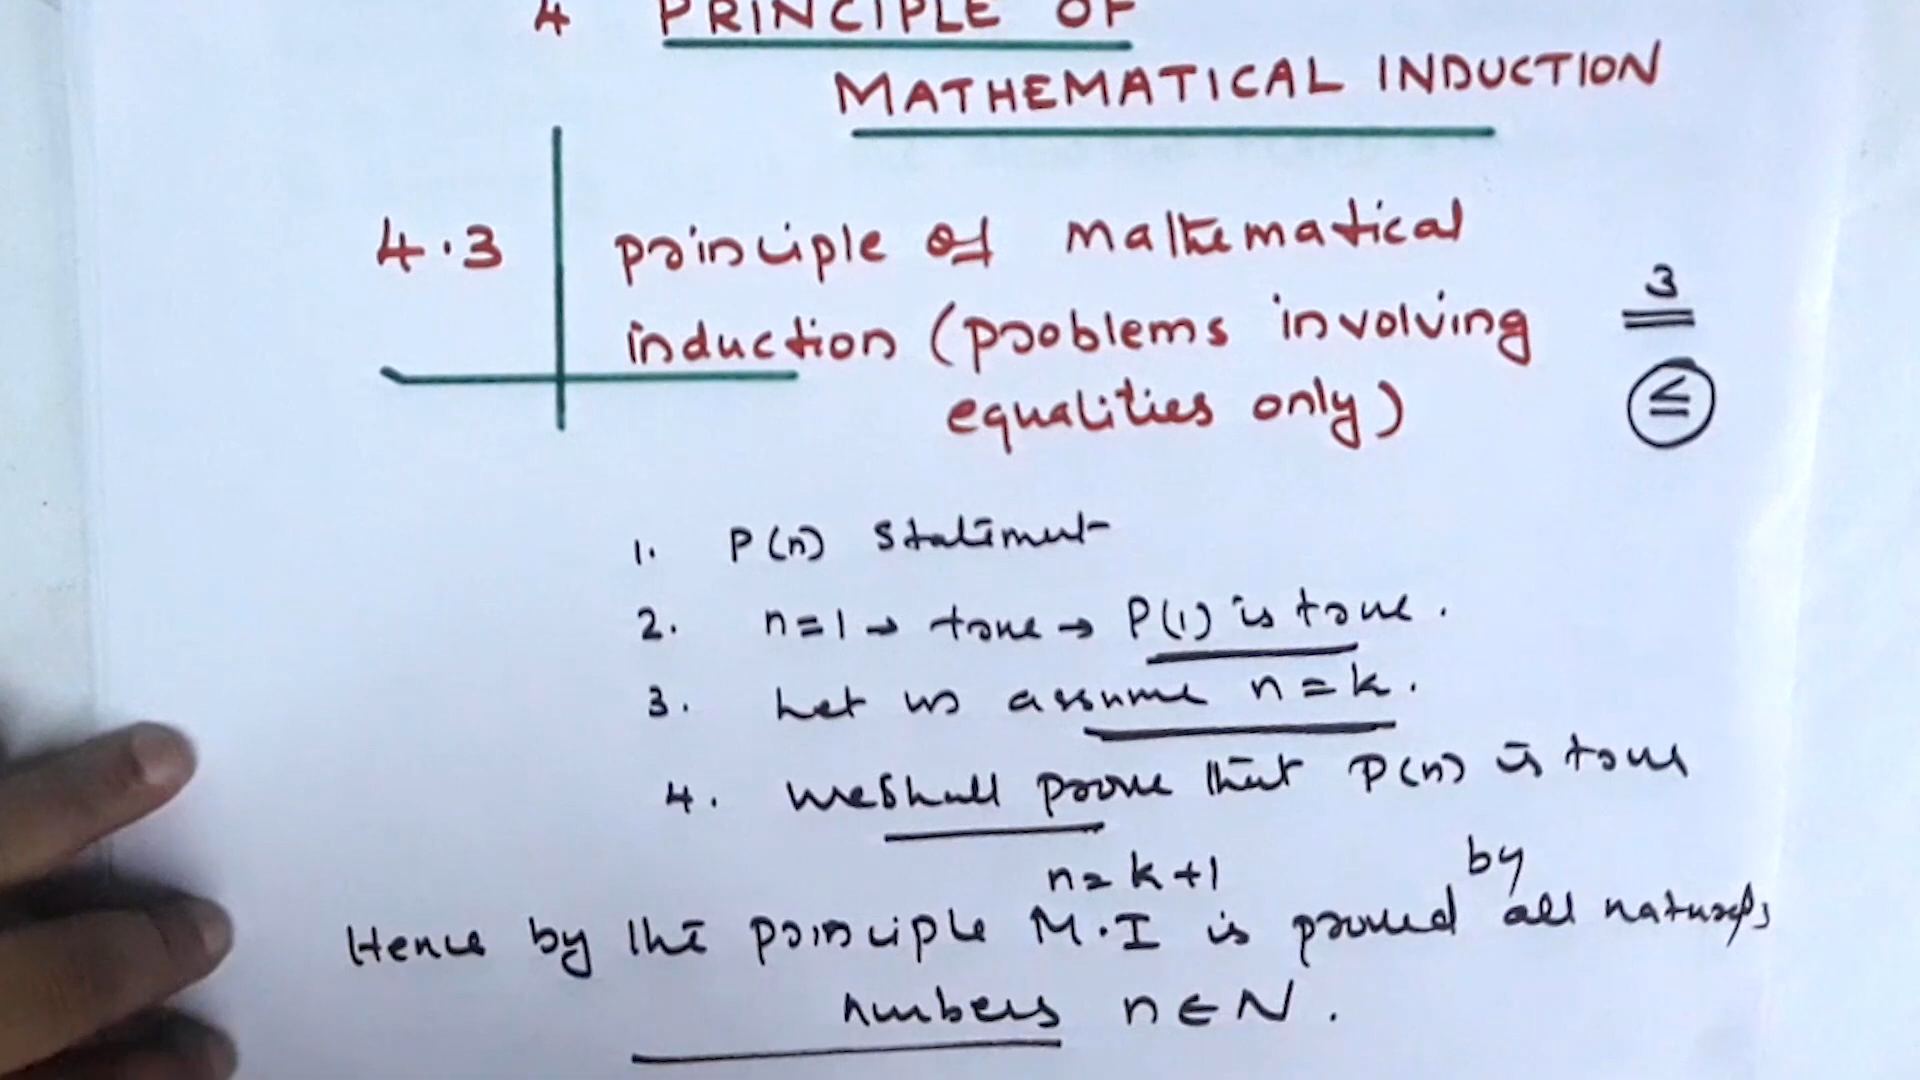 4 PRINCIPLE OF
MATHEMATICAL INDUCTION
4.3 principle of mathematical
induction (problems involving
equalities only)
3
≤
1. P(n) statement
2. n=1 → true → P(1) is true.
3. Let us assume n=k.
4. We shall prove that P(n) is true
n=k+1
Hence by the principle M.I is proved by all
numbers n∈N.